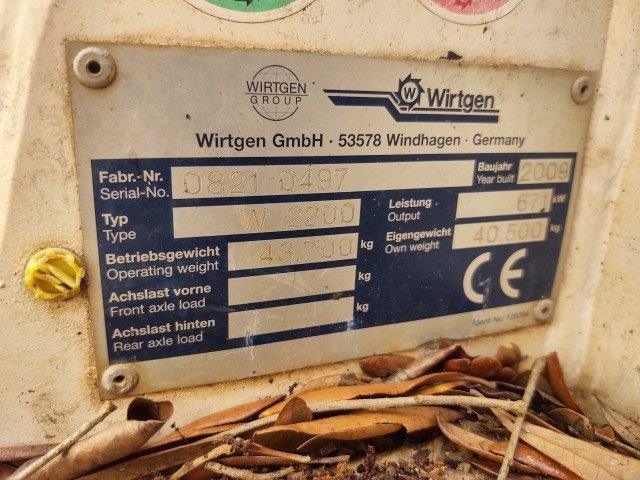 WIRTGEN
GROUP
W Wirtgen
Wirtgen GmbH · 53578 Windhagen · Germany
Fabr.-Nr. 0821 0497 Baujahr 2009
Serial-No. Year built
Typ W 2200 Leistung 671 kW
Type Output
Betriebsgewicht 43.700 kg Eigengewicht 40.500 kg
Operating weight Own weight
Achslast vorne kg
Front axle load
Achslast hinten kg
Rear axle load
CE